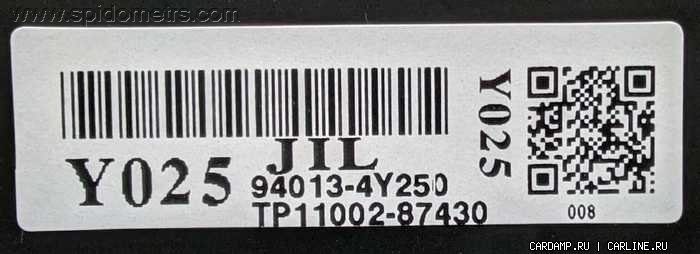 www.spidometrs.com
JIL
Y025
94013-4Y250
TP11002-87430
Y025
008
CARDAMP.RU | CARLINE.RU